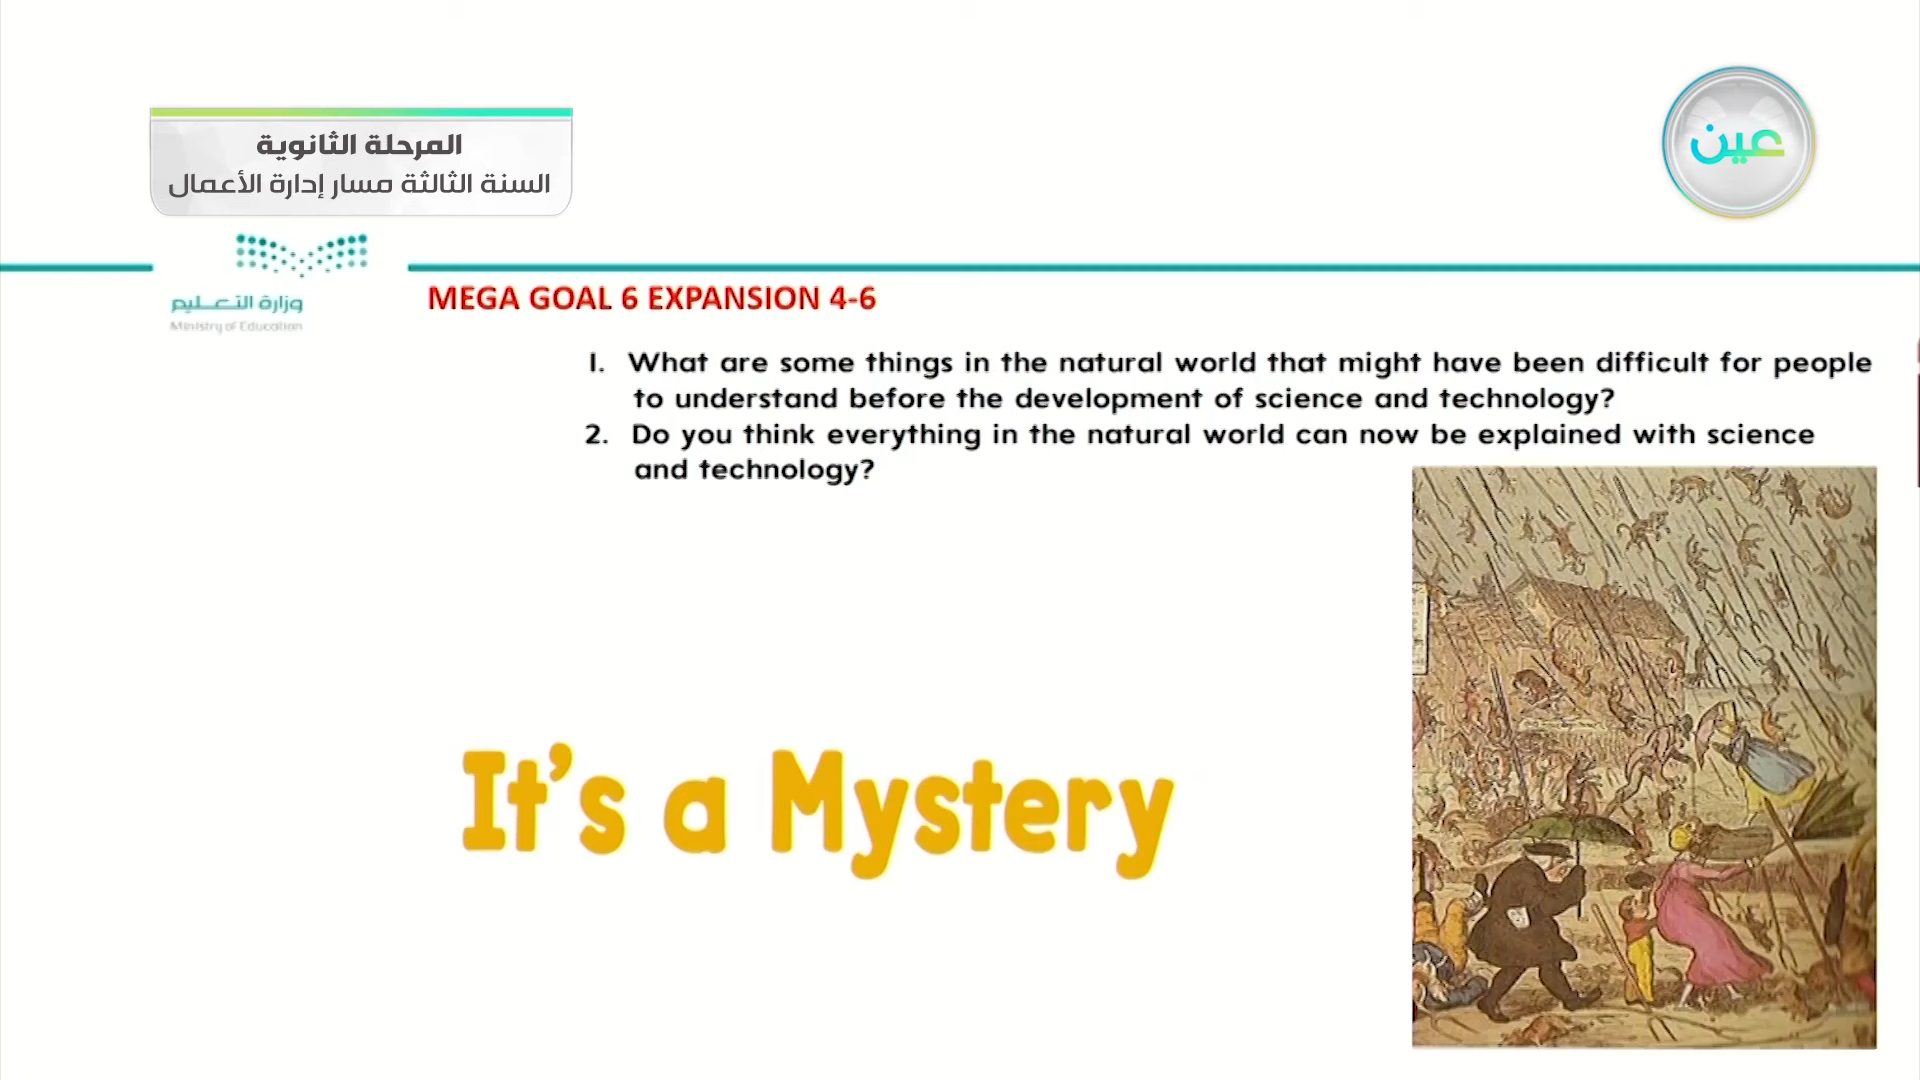 المرحلة الثانوية
السنة الثالثة مسار إدارة الأعمال
عين
وزارة التعليم
Ministry of Education
MEGA GOAL 6 EXPANSION 4-6
1. What are some things in the natural world that might have been difficult for people
to understand before the development of science and technology?
2. Do you think everything in the natural world can now be explained with science
and technology?
It's a Mystery